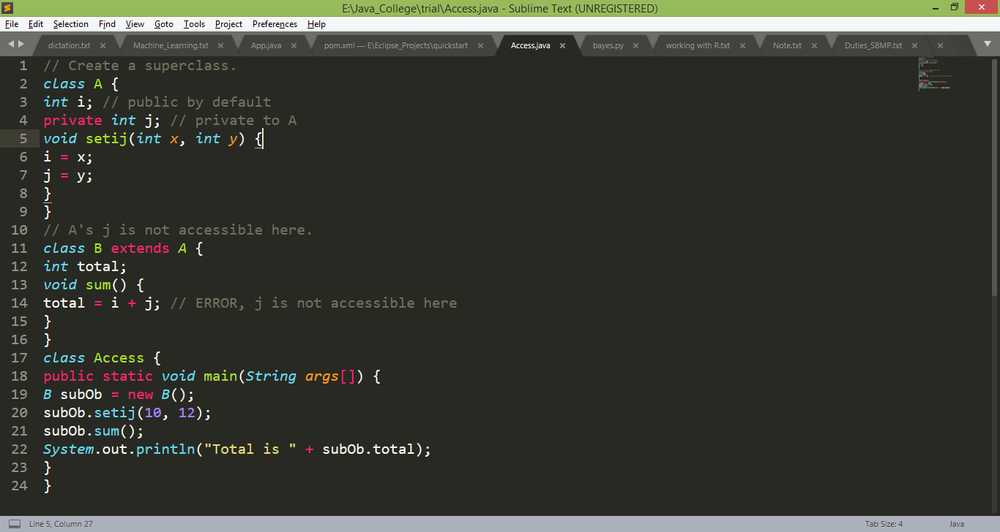 E:\Java_College\trial\Access.java - Sublime Text (UNREGISTERED)
File Edit Selection Find View Goto Tools Project Preferences Help
dictation.txt Machine_Learning.txt App.java pom.xml — E\Eclipse_Projects\quickstart Access.java bayes.py working with R.txt Note.txt Duties_SBMP.txt
1 // Create a superclass.
2 class A {
3 int i; // public by default
4 private int j; // private to A
5 void setij(int x, int y) {
6 i = x;
7 j = y;
8 }
9 }
10 // A's j is not accessible here.
11 class B extends A {
12 int total;
13 void sum() {
14 total = i + j; // ERROR, j is not accessible here
15 }
16 }
17 class Access {
18 public static void main(String args[]) {
19 B subOb = new B();
20 subOb.setij(10, 12);
21 subOb.sum();
22 System.out.println("Total is " + subOb.total);
23 }
24 }
Line 5, Column 27 Tab Size: 4 Java